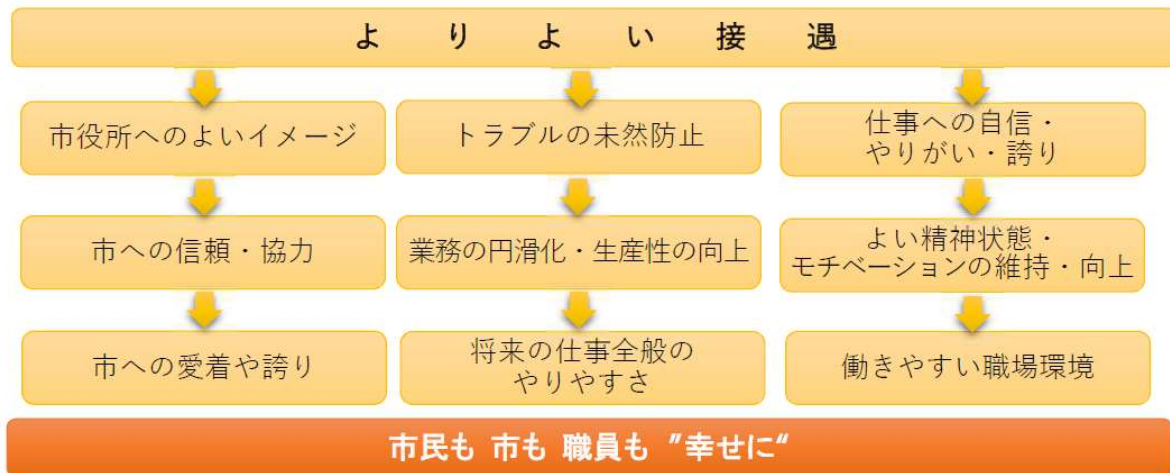 よりよい接遇
市役所へのよいイメージ
トラブルの未然防止
仕事への自信・
やりがい・誇り
市への信頼・協力
業務の円滑化・生産性の向上
よい精神状態・
モチベーションの維持・向上
市への愛着や誇り
将来の仕事全般の
やりやすさ
働きやすい職場環境
市民も 市も 職員も ”幸せに“